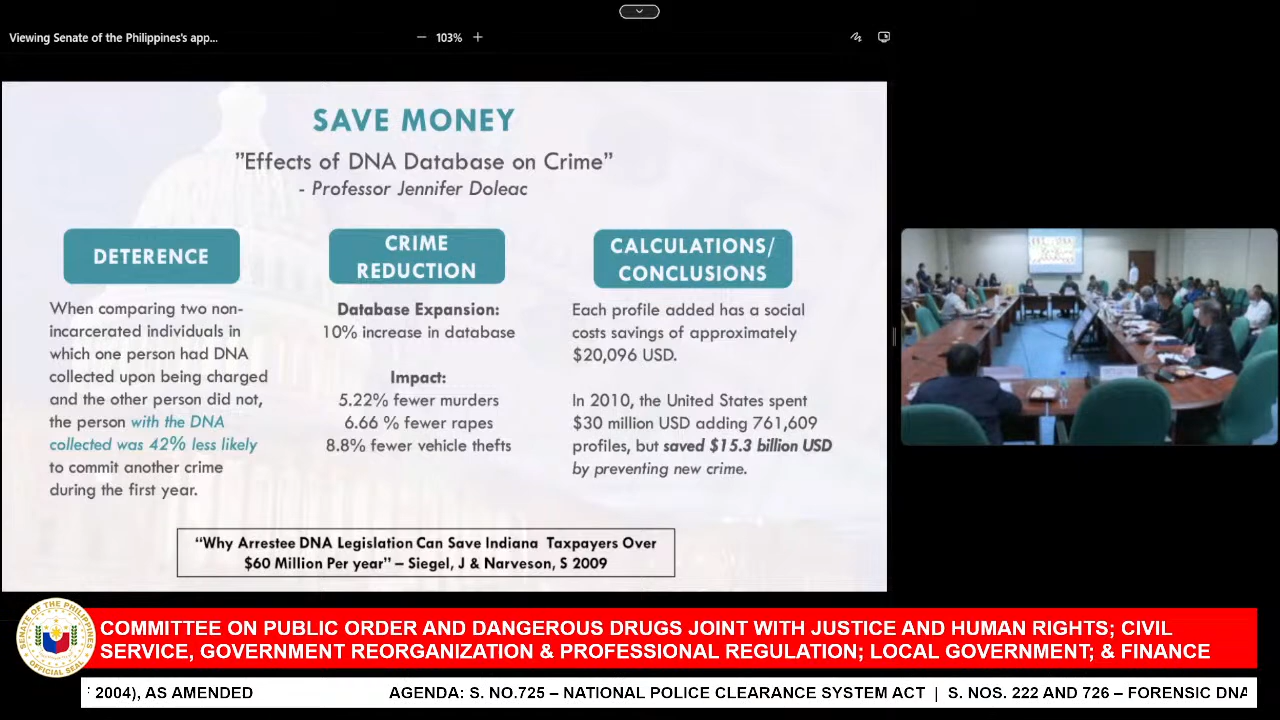 Viewing Senate of the Philippines's app...
103%
SAVE MONEY
”Effects of DNA Database on Crime”
- Professor Jennifer Doleac
DETERENCE
When comparing two non-
incarcerated individuals in
which one person had DNA
collected upon being charged
and the other person did not,
the person with the DNA
collected was 42% less likely
to commit another crime
during the first year.
CRIME
REDUCTION
Database Expansion:
10% increase in database
Impact:
5.22% fewer murders
6.66 % fewer rapes
8.8% fewer vehicle thefts
CALCULATIONS/
CONCLUSIONS
Each profile added has a social
costs savings of approximately
$20,096 USD.
In 2010, the United States spent
$30 million USD adding 761,609
profiles, but saved $15.3 billion USD
by preventing new crime.
“Why Arrestee DNA Legislation Can Save Indiana Taxpayers Over
$60 Million Per year” – Siegel, J & Narveson, S 2009
SENATE OF THE PHILIPPINES
OFFICIAL SEAL
COMMITTEE ON PUBLIC ORDER AND DANGEROUS DRUGS JOINT WITH JUSTICE AND HUMAN RIGHTS; CIVIL
SERVICE, GOVERNMENT REORGANIZATION & PROFESSIONAL REGULATION; LOCAL GOVERNMENT; & FINANCE
2004), AS AMENDED AGENDA: S. NO.725 – NATIONAL POLICE CLEARANCE SYSTEM ACT | S. NOS. 222 AND 726 – FORENSIC DNA